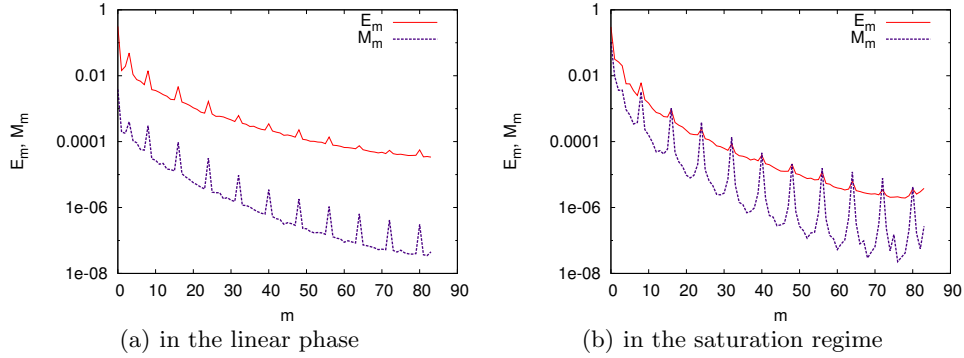 1
0.01
0.0001
1e-06
1e-08
E_m, M_m
E_m
M_m
0 10 20 30 40 50 60 70 80 90
m
(a) in the linear phase
1
0.01
0.0001
1e-06
1e-08
E_m, M_m
E_m
M_m
0 10 20 30 40 50 60 70 80 90
m
(b) in the saturation regime